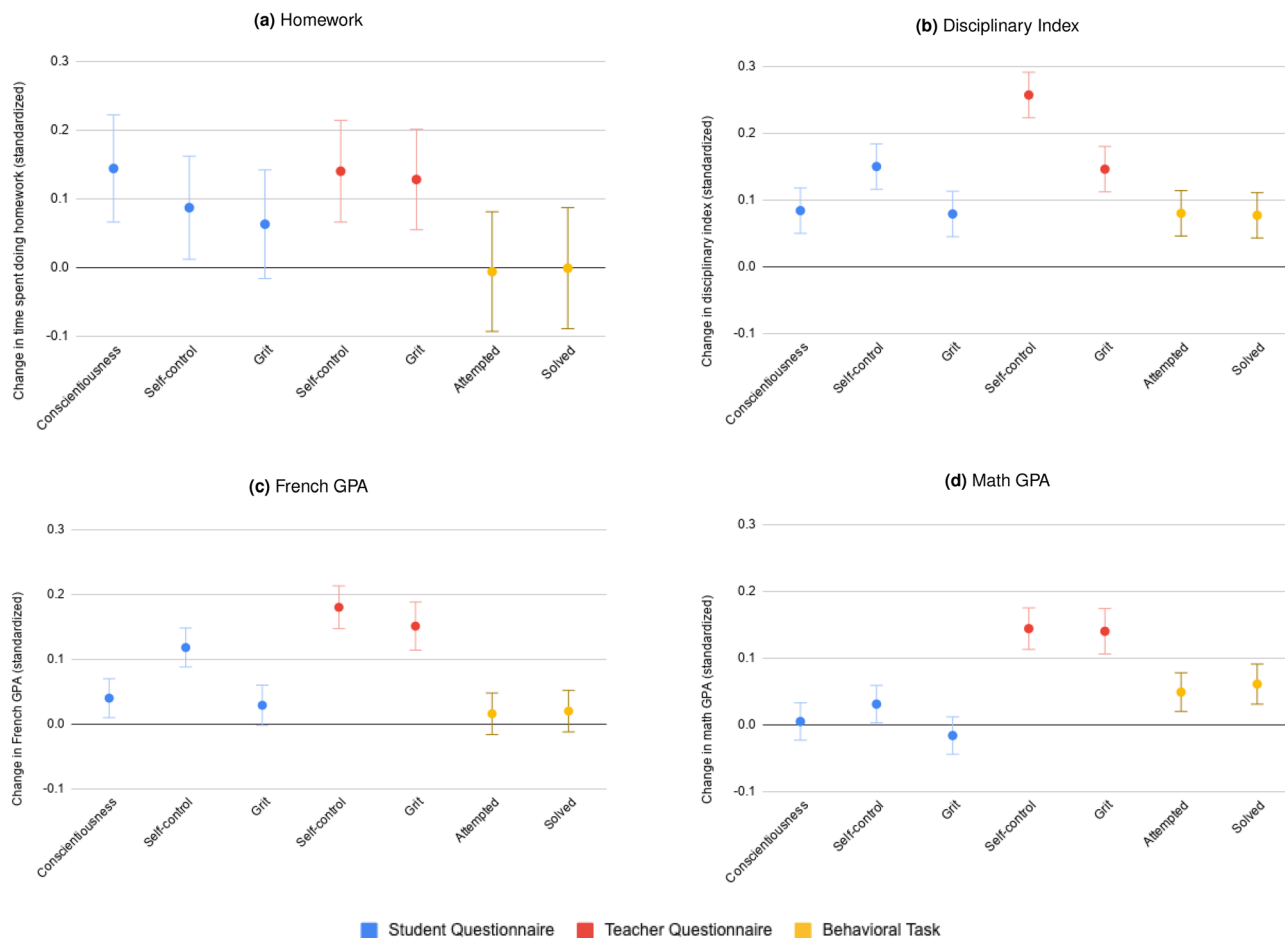 (a) Homework
Change in time spent doing homework (standardized)
0.3
0.2
0.1
0.0
-0.1
Conscientiousness
Self-control
Grit
Self-control
Grit
Attempted
Solved
(b) Disciplinary Index
Change in disciplinary index (standardized)
0.3
0.2
0.1
0.0
-0.1
Conscientiousness
Self-control
Grit
Self-control
Grit
Attempted
Solved
(c) French GPA
Change in French GPA (standardized)
0.3
0.2
0.1
0.0
-0.1
Conscientiousness
Self-control
Grit
Self-control
Grit
Attempted
Solved
(d) Math GPA
Change in math GPA (standardized)
0.3
0.2
0.1
0.0
-0.1
Conscientiousness
Self-control
Grit
Self-control
Grit
Attempted
Solved
Student Questionnaire Teacher Questionnaire Behavioral Task